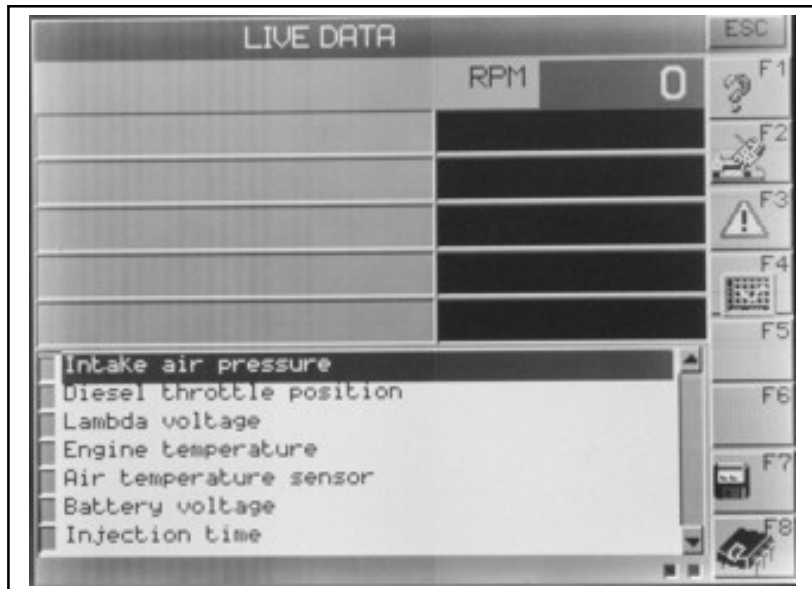 LIVE DATA
ESC
RPM 0
F1
F2
F3
F4
F5
F6
F7
F8
Intake air pressure
Diesel throttle position
Lambda voltage
Engine temperature
Air temperature sensor
Battery voltage
Injection time